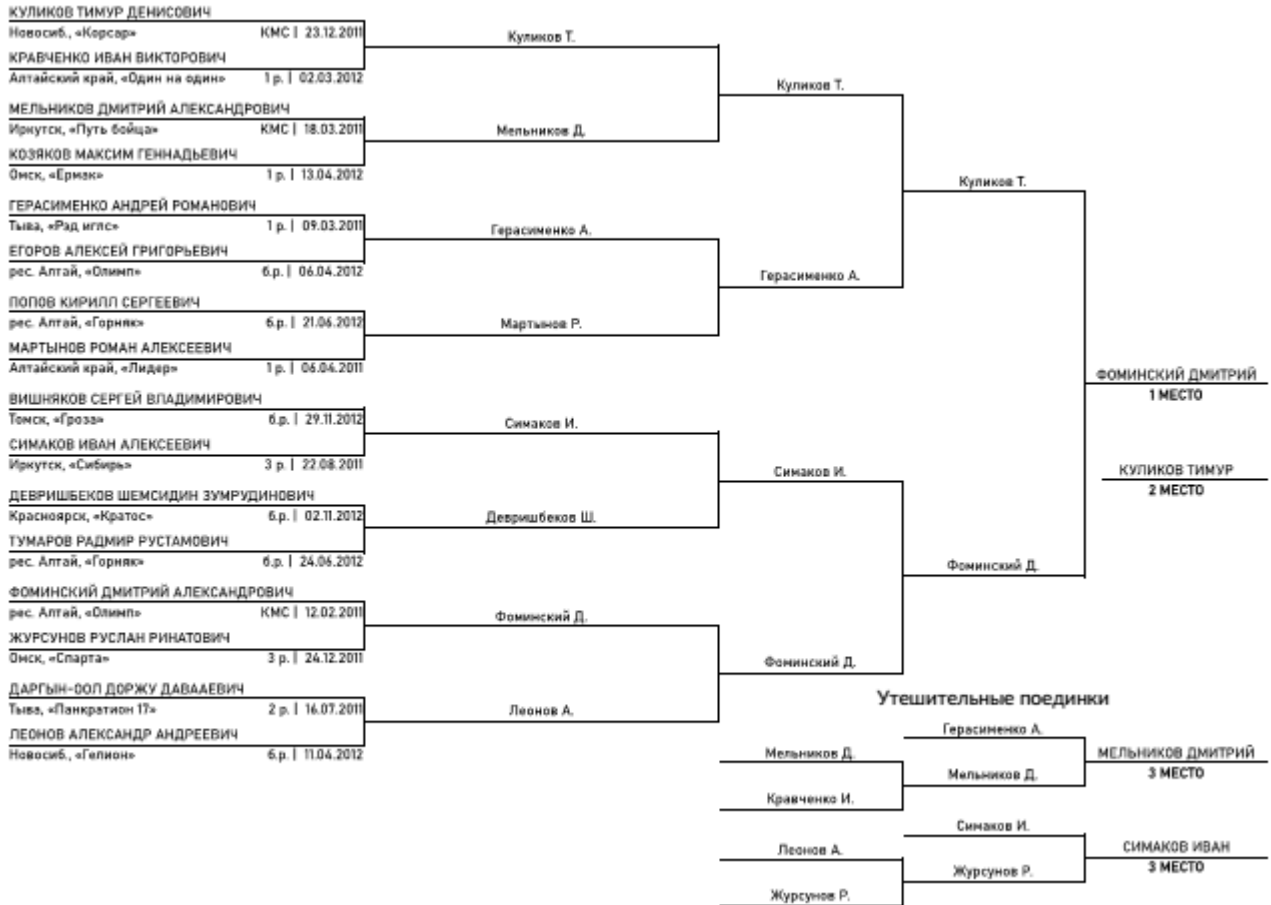 КУЛИКОВ ТИМУР ДЕНИСОВИЧ
Новосиб., «Корсар» КМС | 23.12.2011
КРАВЧЕНКО ИВАН ВИКТОРОВИЧ
Алтайский край, «Один на один» 1 р. | 02.03.2012
МЕЛЬНИКОВ ДМИТРИЙ АЛЕКСАНДРОВИЧ
Иркутск, «Путь бойца» КМС | 18.03.2011
КОЗЯКОВ МАКСИМ ГЕННАДЬЕВИЧ
Омск, «Ермак» 1 р. | 13.04.2012
ГЕРАСИМЕНКО АНДРЕЙ РОМАНОВИЧ
Тыва, «Рад иглс» 1 р. | 09.03.2011
ЕГОРОВ АЛЕКСЕЙ ГРИГОРЬЕВИЧ
рес. Алтай, «Олимп» б.р. | 06.04.2012
ПОПОВ КИРИЛЛ СЕРГЕЕВИЧ
рес. Алтай, «Горняк» б.р. | 21.06.2012
МАРТЫНОВ РОМАН АЛЕКСЕЕВИЧ
Алтайский край, «Лидер» 1 р. | 06.04.2011
ВИШНЯКОВ СЕРГЕЙ ВЛАДИМИРОВИЧ
Томск, «Гроза» б.р. | 29.11.2012
СИМАКОВ ИВАН АЛЕКСЕЕВИЧ
Иркутск, «Сибирь» 3 р. | 22.08.2011
ДЕВРИШБЕКОВ ШЕМСИДИН ЗУМРУДИНОВИЧ
Красноярск, «Кратос» б.р. | 02.11.2012
ТУМАРОВ РАДМИР РУСТАМОВИЧ
рес. Алтай, «Горняк» б.р. | 24.06.2012
ФОМИНСКИЙ ДМИТРИЙ АЛЕКСАНДРОВИЧ
рес. Алтай, «Олимп» КМС | 12.02.2011
ЖУРСУНОВ РУСЛАН РИНАТОВИЧ
Омск, «Спарта» 3 р. | 24.12.2011
ДАРГЫН-ООЛ ДОРЖУ ДАВААЕВИЧ
Тыва, «Панкратион 17» 2 р. | 16.07.2011
ЛЕОНОВ АЛЕКСАНДР АНДРЕЕВИЧ
Новосиб., «Гелион» б.р. | 11.04.2012
Куликов Т.
Мельников Д.
Герасименко А.
Мартынов Р.
Симаков И.
Девришбеков Ш.
Фоминский Д.
Леонов А.
Куликов Т.
Герасименко А.
Симаков И.
Фоминский Д.
Куликов Т.
Фоминский Д.
ФОМИНСКИЙ ДМИТРИЙ
1 МЕСТО
КУЛИКОВ ТИМУР
2 МЕСТО
Утешительные поединки
Мельников Д.
Кравченко И.
Герасименко А.
Мельников Д.
МЕЛЬНИКОВ ДМИТРИЙ
3 МЕСТО
Леонов А.
Журсунов Р.
Симаков И.
Журсунов Р.
СИМАКОВ ИВАН
3 МЕСТО